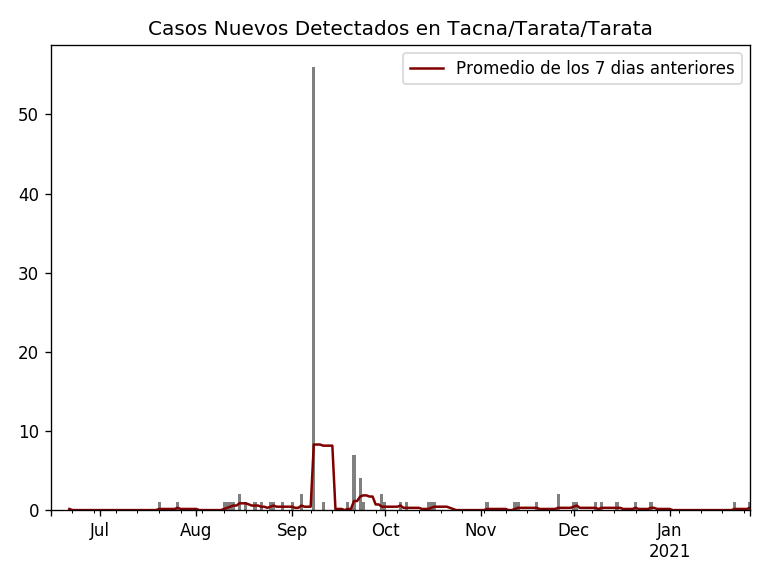 Casos Nuevos Detectados en Tacna/Tarata/Tarata
Promedio de los 7 dias anteriores
50
40
30
20
10
0
Jul Aug Sep Oct Nov Dec Jan
2021